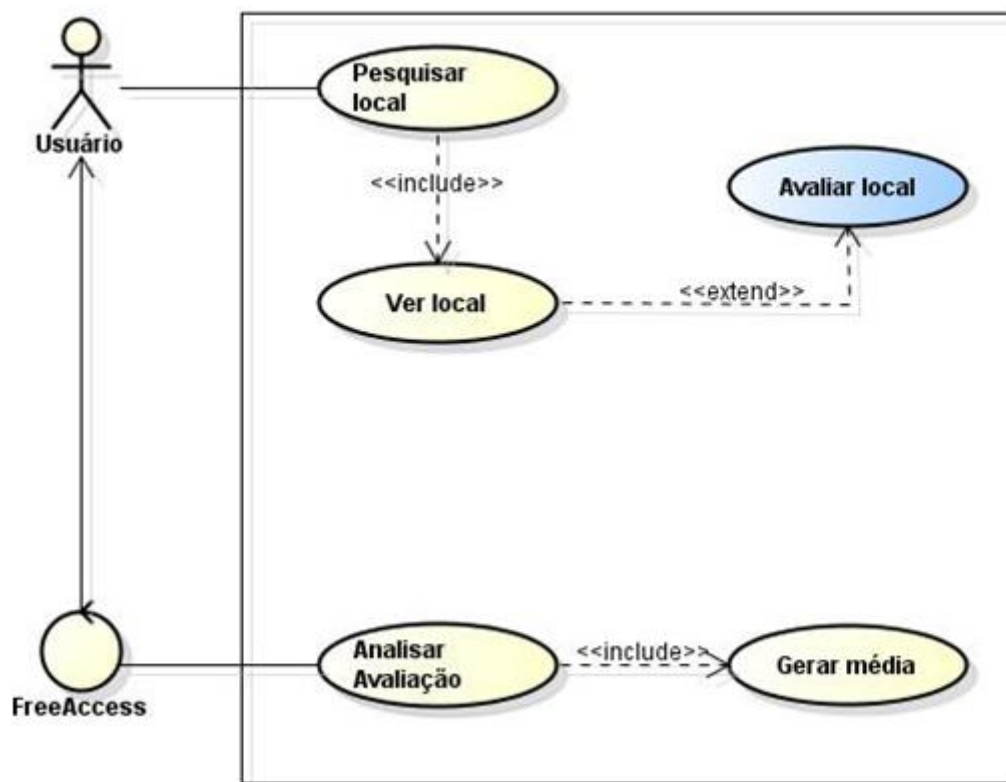 Usuário
Pesquisar
local
<<include>>
Avaliar local
Ver local
<<extend>>
FreeAccess
Analisar
Avaliação
<<include>>
Gerar média